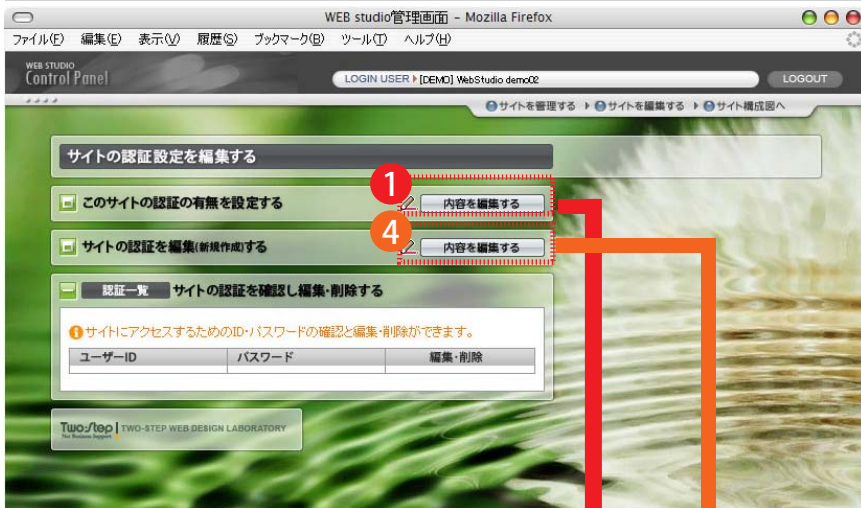 WEB studio管理画面 - Mozilla Firefox
ファイル(F) 編集(E) 表示(V) 履歴(S) ブックマーク(B) ツール(T) ヘルプ(H)
WEB STUDIO
Control Panel
LOGIN USER [DEMO] WebStudio demo02
LOGOUT
サイトを管理する サイトを編集する サイト構成図へ
サイトの認証設定を編集する
1
このサイトの認証の有無を設定する 内容を編集する
4
サイトの認証を編集(新規作成)する 内容を編集する
認証一覧 サイトの認証を確認し編集・削除する
サイトにアクセスするためのID・パスワードの確認と編集・削除ができます。
ユーザーID パスワード 編集・削除
Two:/tep TWO-STEP WEB DESIGN LABORATORY